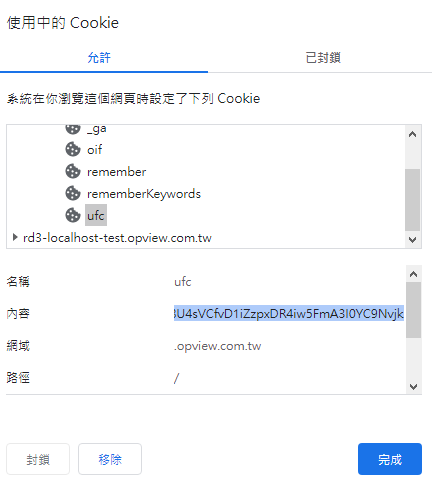 使用中的 Cookie
允許 已封鎖
系統在你瀏覽這個網頁時設定了下列 Cookie
_ga
oif
remember
rememberKeywords
ufc
rd3-localhost-test.opview.com.tw
名稱 ufc
內容 3U4sVCfvD1iZzpxDR4iw5FmA3I0YC9Nvjk
網域 .opview.com.tw
路徑 /
封鎖 移除 完成